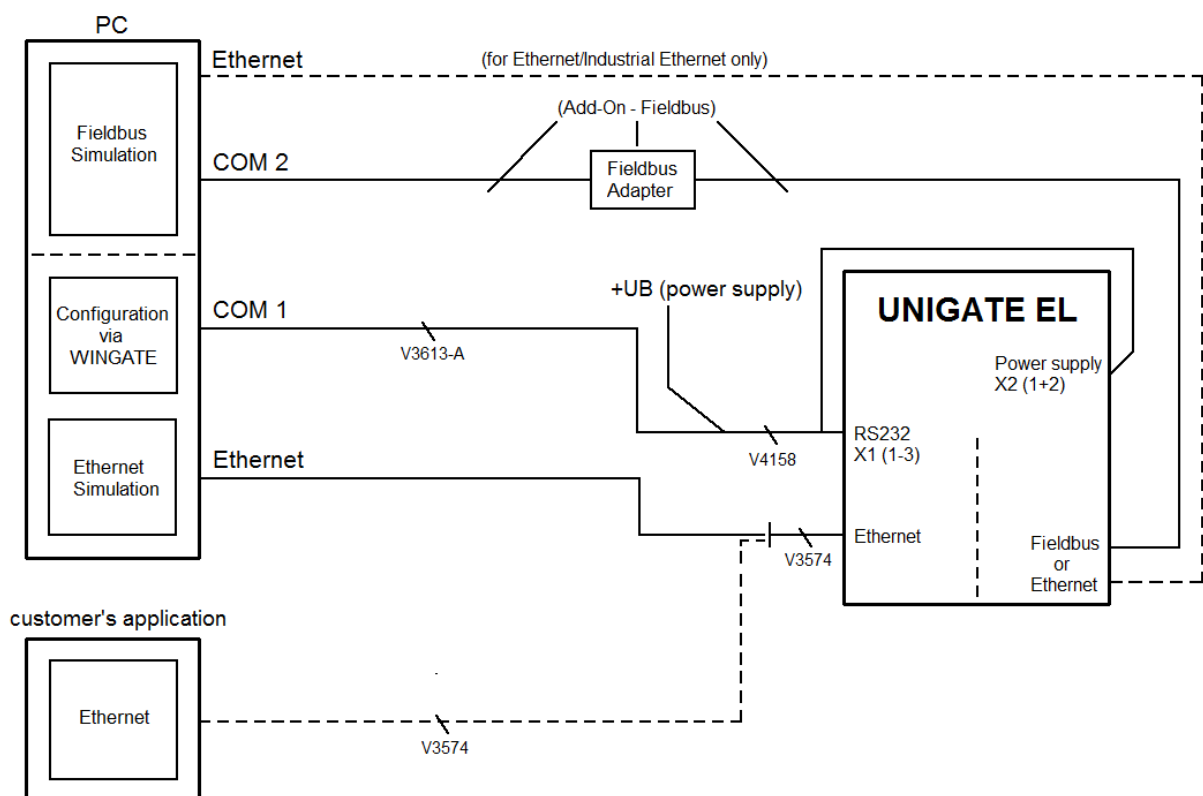 PC
Ethernet
(for Ethernet/Industrial Ethernet only)
(Add-On - Fieldbus)
Fieldbus
Simulation
COM 2
Fieldbus
Adapter
+UB (power supply)
UNIGATE EL
COM 1
Configuration
via
WINGATE
V3613-A
Power supply
X2 (1+2)
RS232
X1 (1-3)
V4158
Ethernet
Ethernet
Simulation
V3574
Ethernet
Fieldbus
or
Ethernet
customer's application
Ethernet
V3574